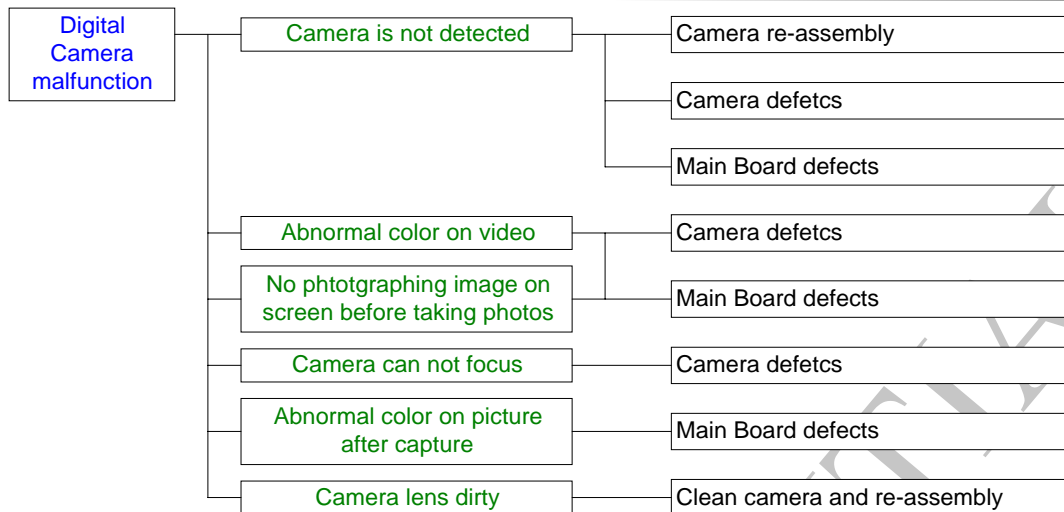 Digital
Camera
malfunction
Camera is not detected
Camera re-assembly
Camera defetcs
Main Board defects
Abnormal color on video
Camera defetcs
No phtotgraphing image on
screen before taking photos
Main Board defects
Camera can not focus
Camera defetcs
Abnormal color on picture
after capture
Main Board defects
Camera lens dirty
Clean camera and re-assembly